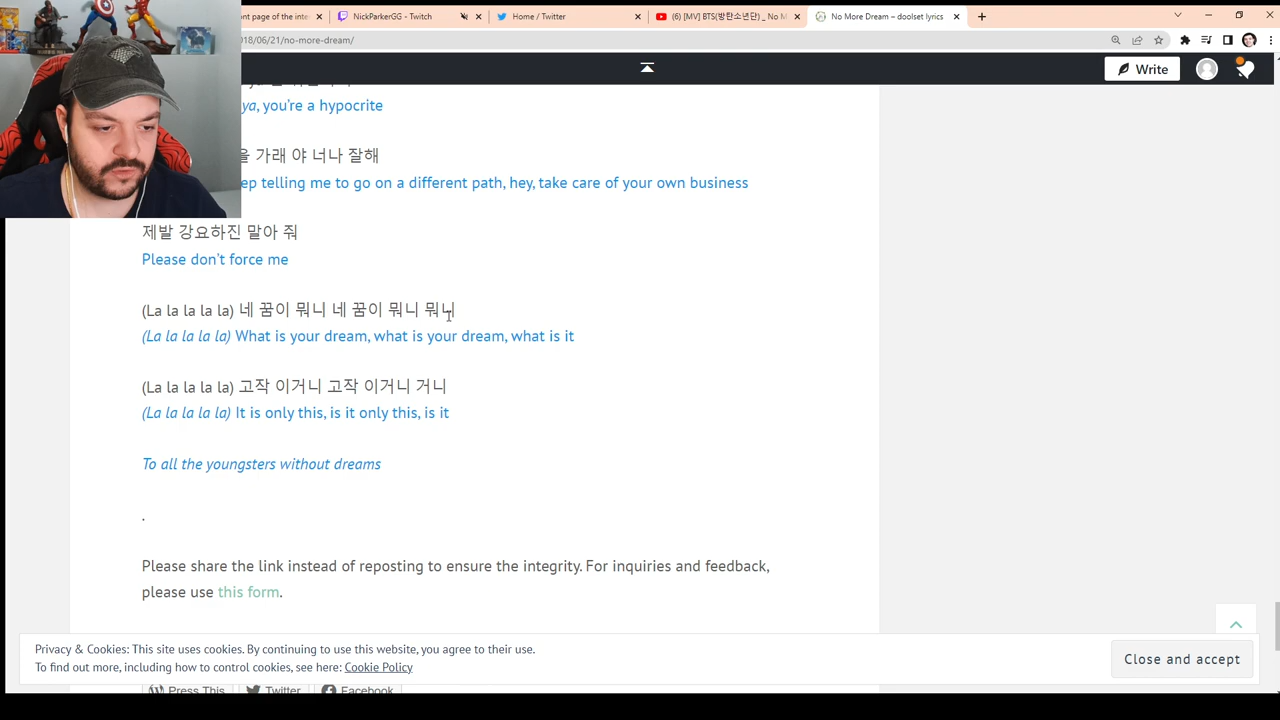 nt page of the inte
NickParkerGG - Twitch
Home / Twitter
(6) [MV] BTS(방탄소년단) _ No M
No More Dream – doolset lyrics
018/06/21/no-more-dream/
Write
ya, you're a hypocrite
가래 야 너나 잘해
ep telling me to go on a different path, hey, take care of your own business
제발 강요하진 말아 줘
Please don't force me
(La la la la la) 네 꿈이 뭐니 네 꿈이 뭐니 뭐니
(La la la la la) What is your dream, what is your dream, what is it
(La la la la la) 고작 이거니 고작 이거니 거니
(La la la la la) It is only this, is it only this, is it
To all the youngsters without dreams
.
Please share the link instead of reposting to ensure the integrity. For inquiries and feedback,
please use this form.
Privacy & Cookies: This site uses cookies. By continuing to use this website, you agree to their use.
To find out more, including how to control cookies, see here: Cookie Policy
Close and accept
Press This
Twitter
Facebook